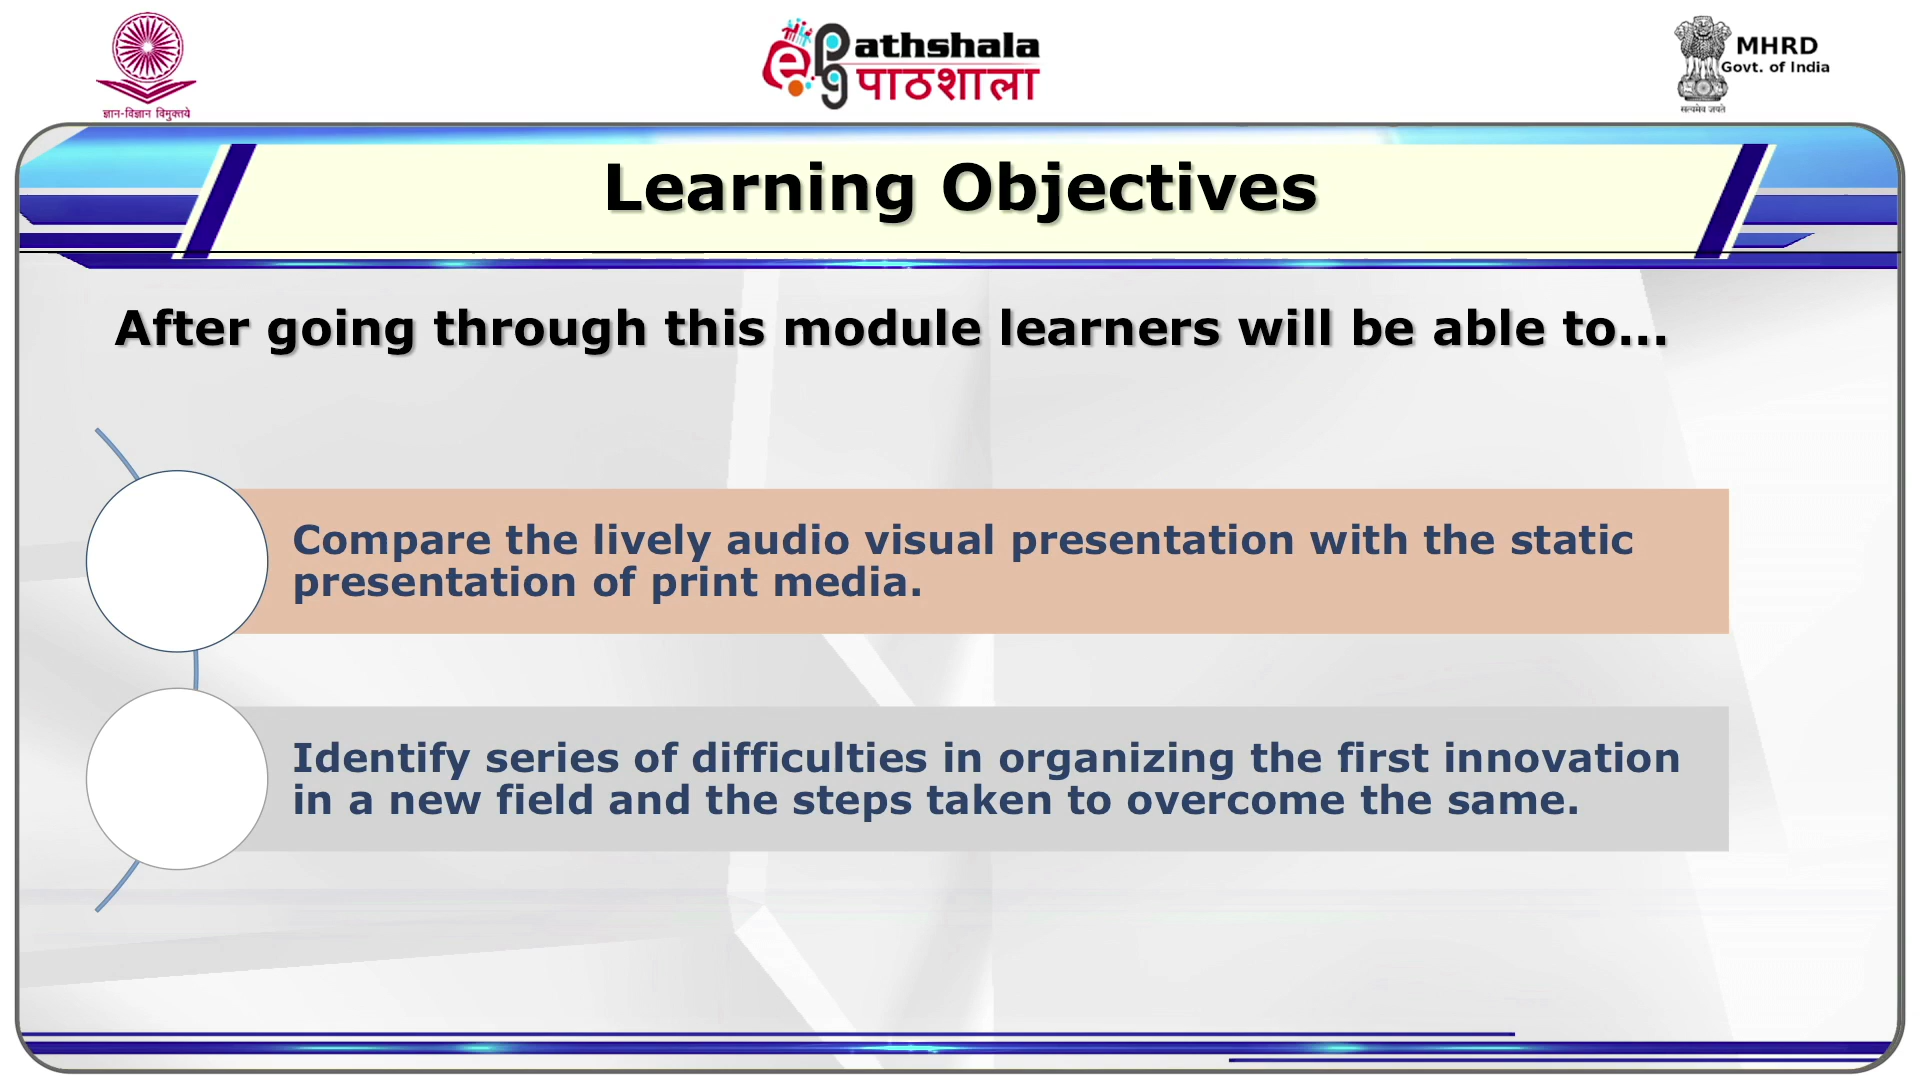 ज्ञान-विज्ञान विमुक्तये
ePGathshala
पाठशाला
MHRD
Govt. of India
सत्यमेव जयते
Learning Objectives
After going through this module learners will be able to...
Compare the lively audio visual presentation with the static
presentation of print media.
Identify series of difficulties in organizing the first innovation
in a new field and the steps taken to overcome the same.